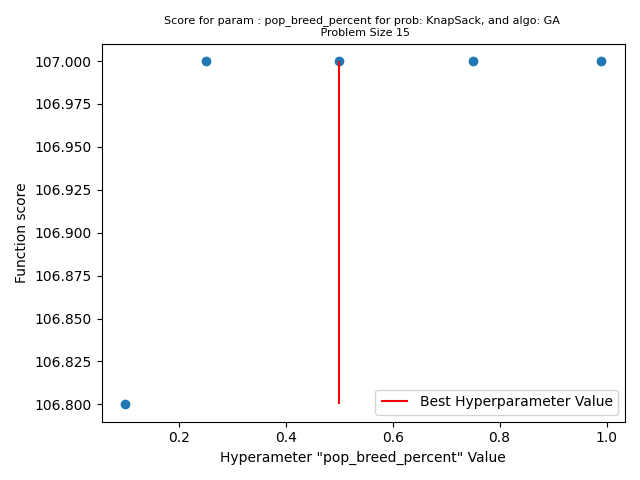 Score for param : pop_breed_percent for prob: KnapSack, and algo: GA
Problem Size 15
107.000
106.975
106.950
106.925
106.900
106.875
106.850
106.825
106.800
Function score
Best Hyperparameter Value
0.2
0.4
0.6
0.8
1.0
Hyperameter "pop_breed_percent" Value